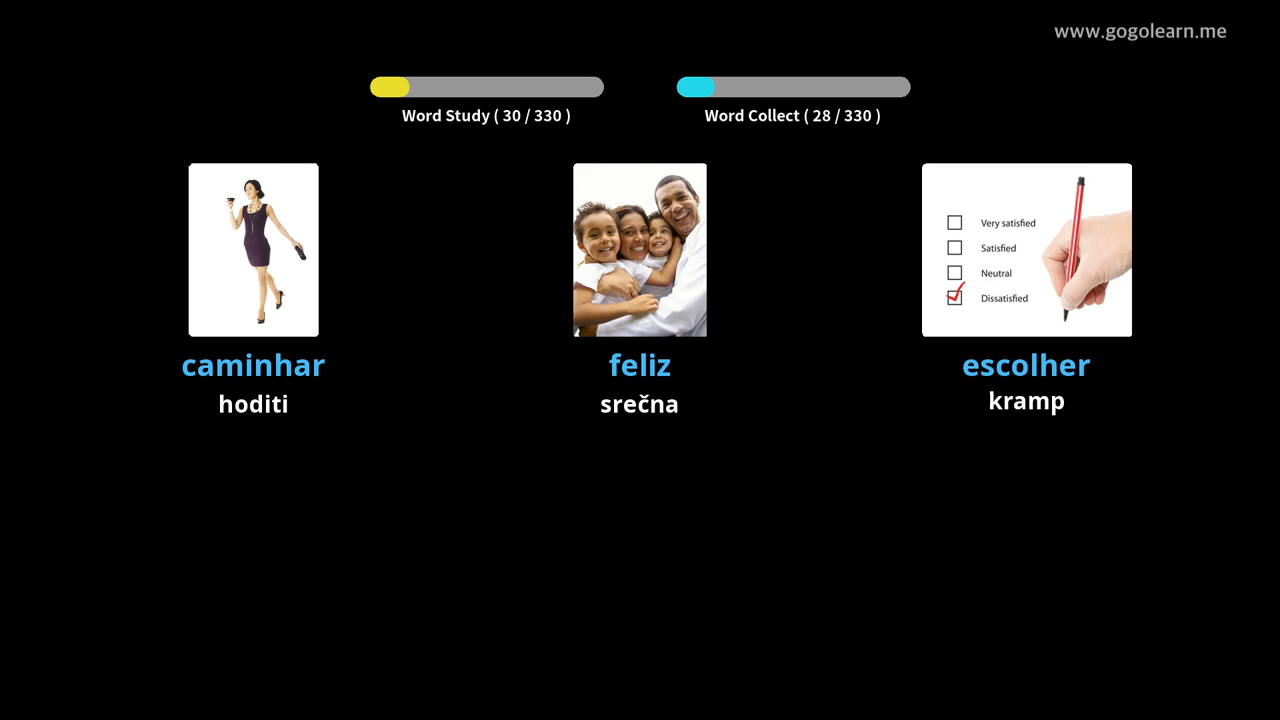 www.gogolearn.me
Word Study ( 30 / 330 )
Word Collect ( 28 / 330 )
Very satisfied
Satisfied
Neutral
Dissatisfied
caminhar
feliz
escolher
hoditi
srečna
kramp